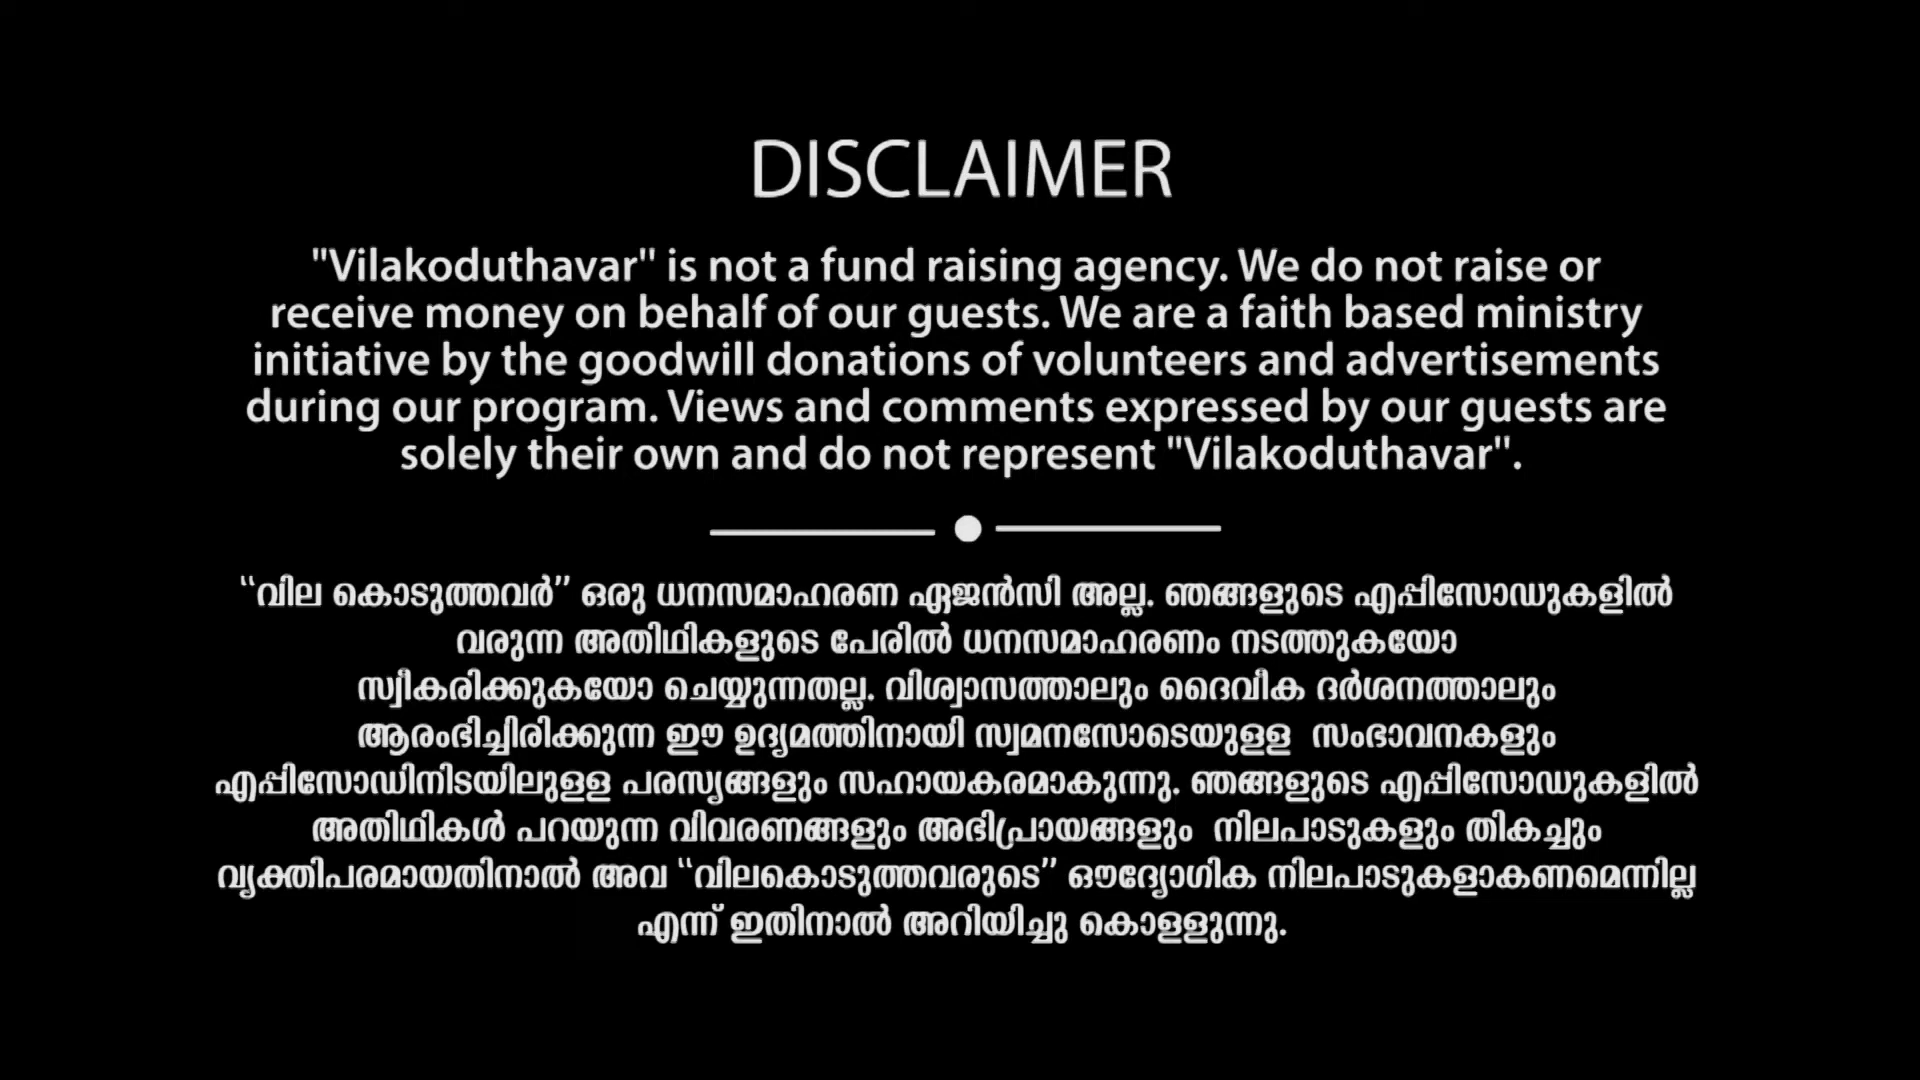 DISCLAIMER
"Vilakoduthavar" is not a fund raising agency. We do not raise or
receive money on behalf of our guests. We are a faith based ministry
initiative by the goodwill donations of volunteers and advertisements
during our program. Views and comments expressed by our guests are
solely their own and do not represent "Vilakoduthavar".
“വില കൊടുത്തവർ” ഒരു ധനസമാഹരണ ഏജൻസി അല്ല. ഞങ്ങളുടെ എപ്പിസോഡുകളിൽ
വരുന്ന അതിഥികളുടെ പേരിൽ ധനസമാഹരണം നടത്തുകയോ
സ്വീകരിക്കുകയോ ചെയ്യുന്നതല്ല. വിശ്വാസത്താലും ദൈവീക ദർശനത്താലും
ആരംഭിച്ചിരിക്കുന്ന ഈ ഉദ്യമത്തിനായി സ്വമനസോടെയുള്ള സംഭാവനകളും
എപ്പിസോഡിനിടയിലുള്ള പരസ്യങ്ങളും സഹായകരമാകുന്നു. ഞങ്ങളുടെ എപ്പിസോഡുകളിൽ
അതിഥികൾ പറയുന്ന വിവരണങ്ങളും അഭിപ്രായങ്ങളും നിലപാടുകളും തികച്ചും
വ്യക്തിപരമായതിനാൽ അവ “വിലകൊടുത്തവരുടെ” ഔദ്യോഗിക നിലപാടുകളാകണമെന്നില്ല
എന്ന് ഇതിനാൽ അറിയിച്ചു കൊള്ളുന്നു.